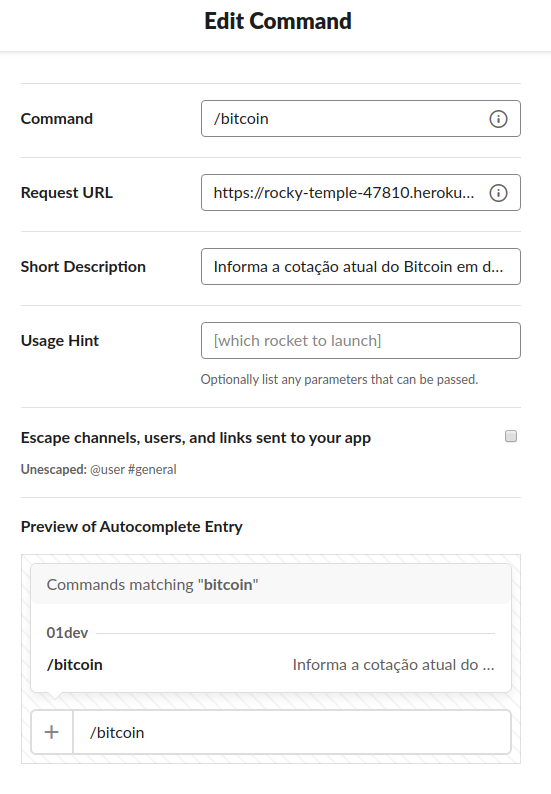 Edit Command
Command
/bitcoin
Request URL
https://rocky-temple-47810.heroku...
Short Description
Informa a cotação atual do Bitcoin em d...
Usage Hint
[which rocket to launch]
Optionally list any parameters that can be passed.
Escape channels, users, and links sent to your app
Unescaped: @user #general
Preview of Autocomplete Entry
Commands matching "bitcoin"
01dev
/bitcoin Informa a cotação atual do ...
+ /bitcoin